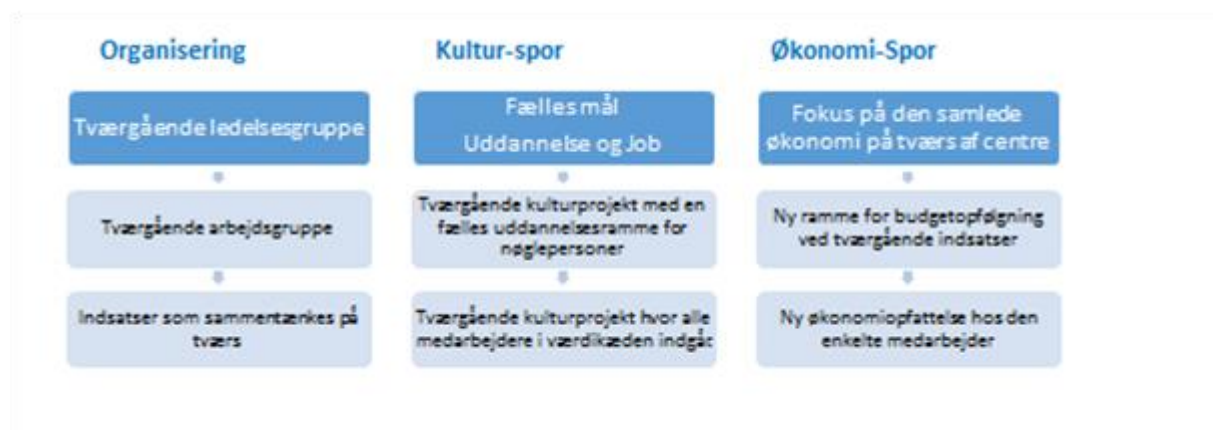 Organisering
Tværgående ledelsesgruppe
Tværgående arbejdsgruppe
Indsatser som sammentænkes på
tværs
Kultur-spor
Fælles mål
Uddannelse og Job
Tværgående kulturprojekt med en
fælles uddannelsesramme for
nøglepersoner
Tværgående kulturprojekt hvor alle
medarbejdere i værdikæden indgår
Økonomi-Spor
Fokus på den samlede
økonomi på tværs af centre
Ny ramme for budgetopfølgning
ved tværgående indsatser
Ny økonomiopfattelse hos den
enkelte medarbejder